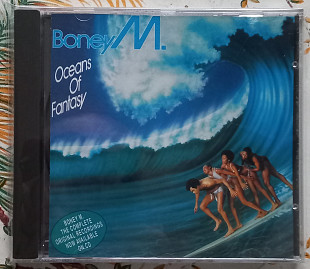 Boney M.
Oceans
Of
Fantasy
BONEY M.
THE COMPLETE
ORIGINAL RECORDINGS
NOW AVAILABLE
ON CD